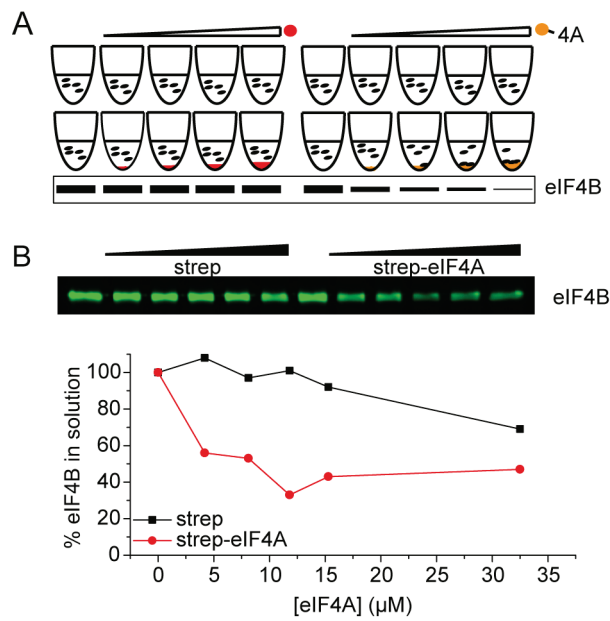 A
4A
eIF4B
B
strep strep-eIF4A
eIF4B
100
80
60
40
20
0
% eIF4B in solution
strep
strep-eIF4A
0 5 10 15 20 25 30 35
[eIF4A] (µM)